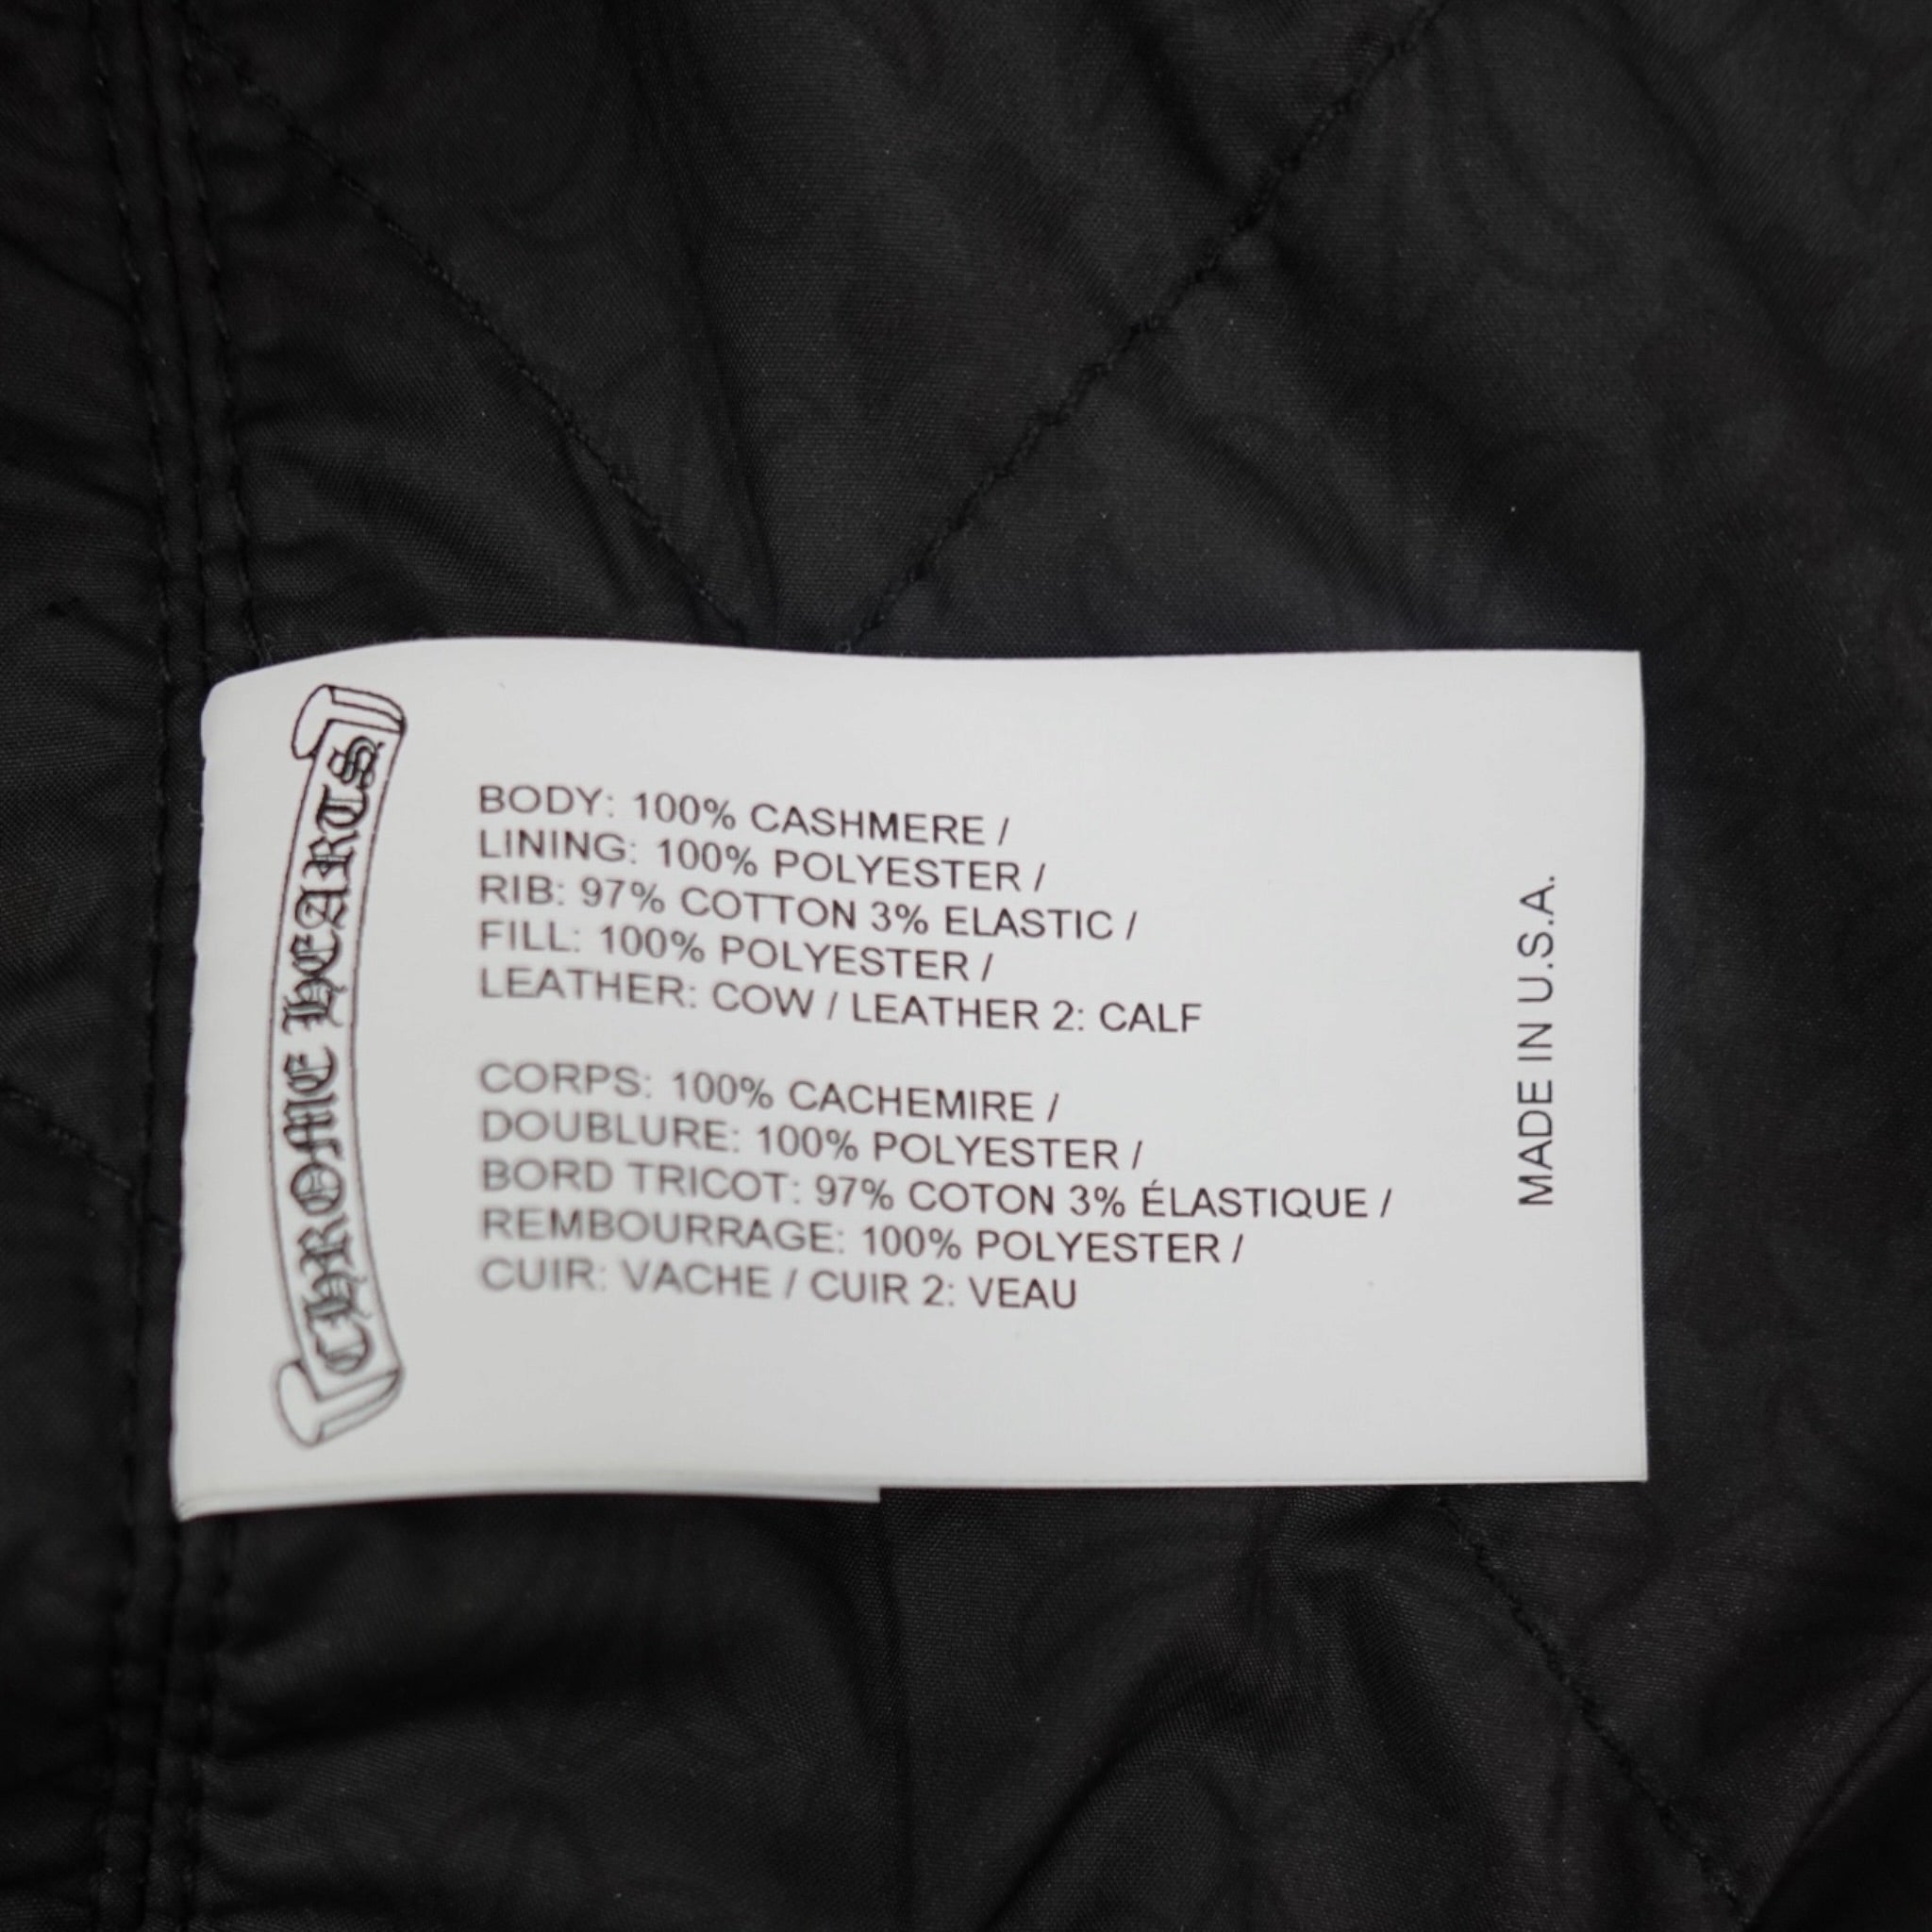 CHROME HEARTS
BODY: 100% CASHMERE /
LINING: 100% POLYESTER /
RIB: 97% COTTON 3% ELASTIC /
FILL: 100% POLYESTER /
LEATHER: COW / LEATHER 2: CALF
CORPS: 100% CACHEMIRE /
DOUBLURE: 100% POLYESTER /
BORD TRICOT: 97% COTON 3% ÉLASTIQUE /
REMBOURRAGE: 100% POLYESTER /
CUIR: VACHE / CUIR 2: VEAU
MADE IN U.S.A.